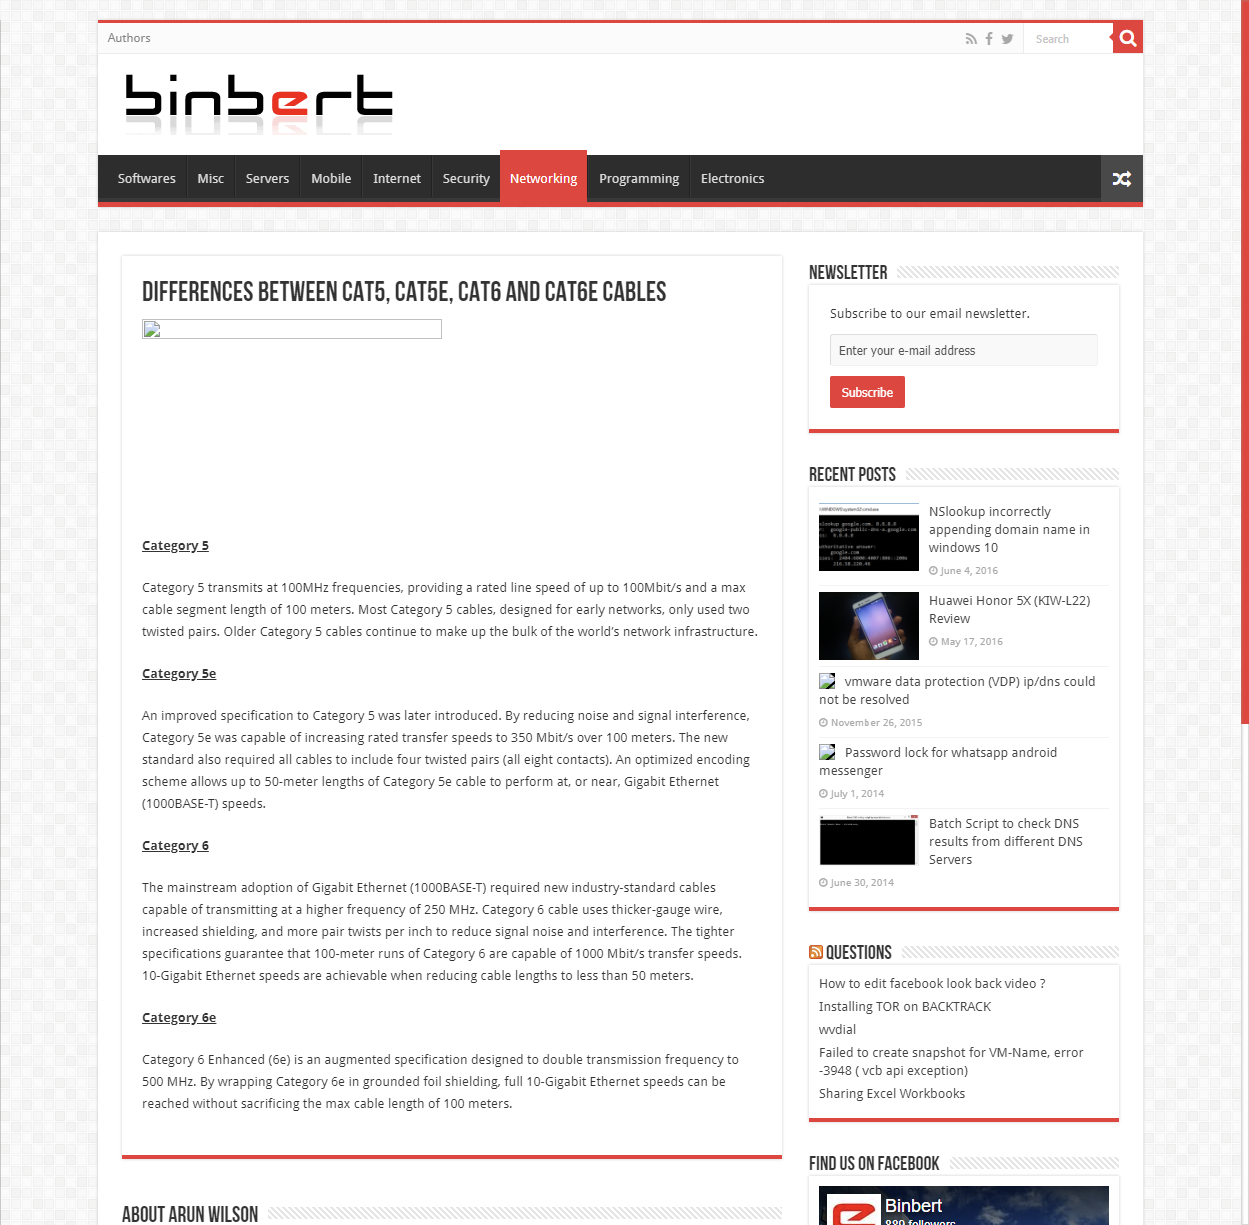 Authors
Search
binbert
Softwares Misc Servers Mobile Internet Security Networking Programming Electronics
DIFFERENCES BETWEEN CAT5, CAT5E, CAT6 AND CAT6E CABLES
Category 5
Category 5 transmits at 100MHz frequencies, providing a rated line speed of up to 100Mbit/s and a max
cable segment length of 100 meters. Most Category 5 cables, designed for early networks, only used two
twisted pairs. Older Category 5 cables continue to make up the bulk of the world’s network infrastructure.
Category 5e
An improved specification to Category 5 was later introduced. By reducing noise and signal interference,
Category 5e was capable of increasing rated transfer speeds to 350 Mbit/s over 100 meters. The new
standard also required all cables to include four twisted pairs (all eight contacts). An optimized encoding
scheme allows up to 50-meter lengths of Category 5e cable to perform at, or near, Gigabit Ethernet
(1000BASE-T) speeds.
Category 6
The mainstream adoption of Gigabit Ethernet (1000BASE-T) required new industry-standard cables
capable of transmitting at a higher frequency of 250 MHz. Category 6 cable uses thicker-gauge wire,
increased shielding, and more pair twists per inch to reduce signal noise and interference. The tighter
specifications guarantee that 100-meter runs of Category 6 are capable of 1000 Mbit/s transfer speeds.
10-Gigabit Ethernet speeds are achievable when reducing cable lengths to less than 50 meters.
Category 6e
Category 6 Enhanced (6e) is an augmented specification designed to double transmission frequency to
500 MHz. By wrapping Category 6e in grounded foil shielding, full 10-Gigabit Ethernet speeds can be
reached without sacrificing the max cable length of 100 meters.
ABOUT ARUN WILSON
NEWSLETTER
Subscribe to our email newsletter.
Enter your e-mail address
Subscribe
RECENT POSTS
NSlookup incorrectly
appending domain name in
windows 10
June 4, 2016
Huawei Honor 5X (KIW-L22)
Review
May 17, 2016
vmware data protection (VDP) ip/dns could
not be resolved
November 26, 2015
Password lock for whatsapp android
messenger
July 1, 2014
Batch Script to check DNS
results from different DNS
Servers
June 30, 2014
QUESTIONS
How to edit facebook look back video ?
Installing TOR on BACKTRACK
wvdial
Failed to create snapshot for VM-Name, error
-3948 ( vcb api exception)
Sharing Excel Workbooks
FIND US ON FACEBOOK
Binbert
889 followers